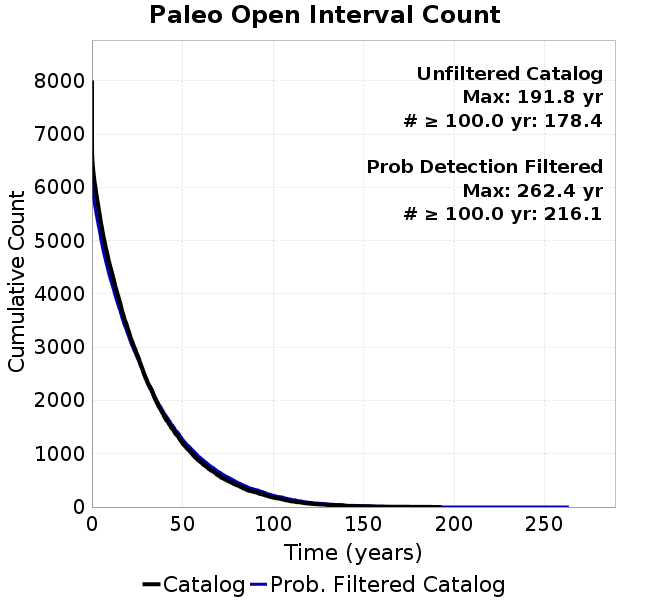 Paleo Open Interval Count
Unfiltered Catalog
Max: 191.8 yr
# ≥ 100.0 yr: 178.4
Prob Detection Filtered
Max: 262.4 yr
# ≥ 100.0 yr: 216.1
Cumulative Count
8000
7000
6000
5000
4000
3000
2000
1000
0
0 50 100 150 200 250
Time (years)
Catalog Prob. Filtered Catalog